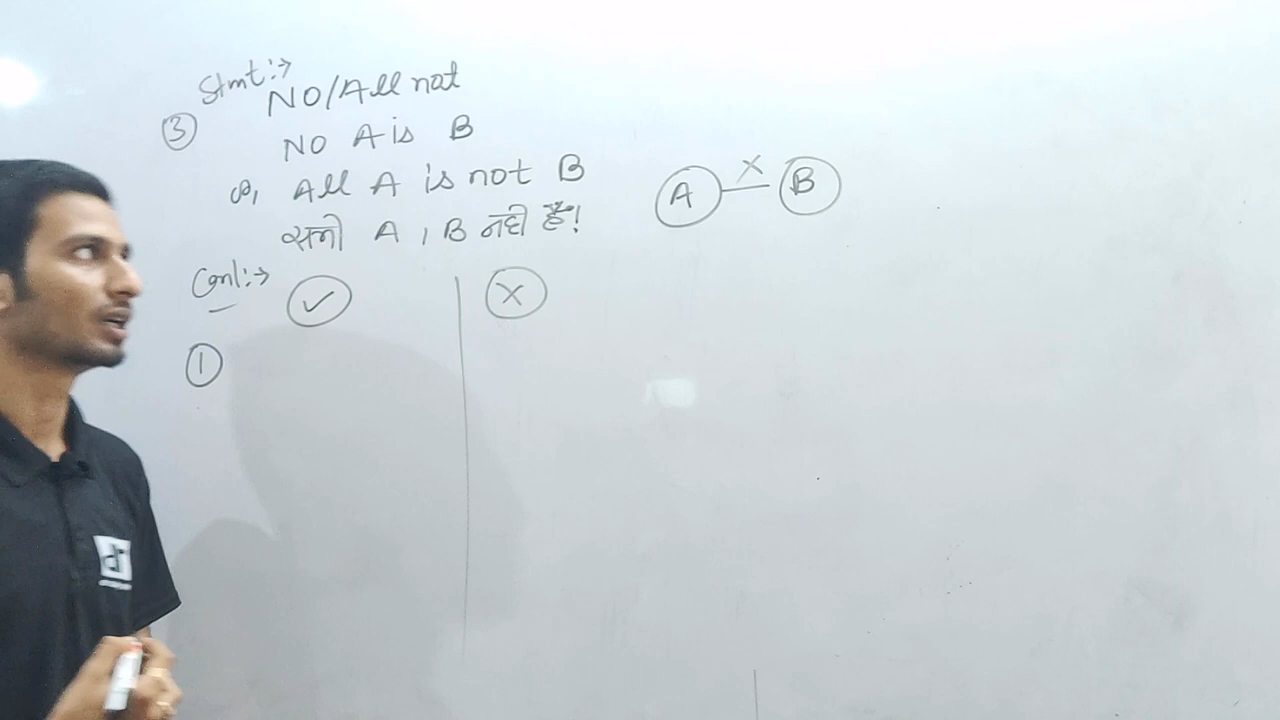 Stmt:→
NO/All not
③
NO A is B
or, All A is not B
सभी A, B नही है!
A × B
Conl:→ ✓ ×
①